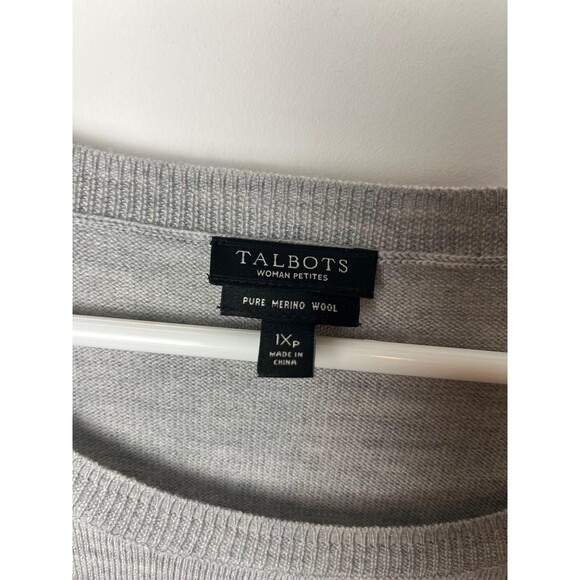 TALBOTS
WOMAN PETITES
PURE MERINO WOOL
1XP
MADE IN
CHINA